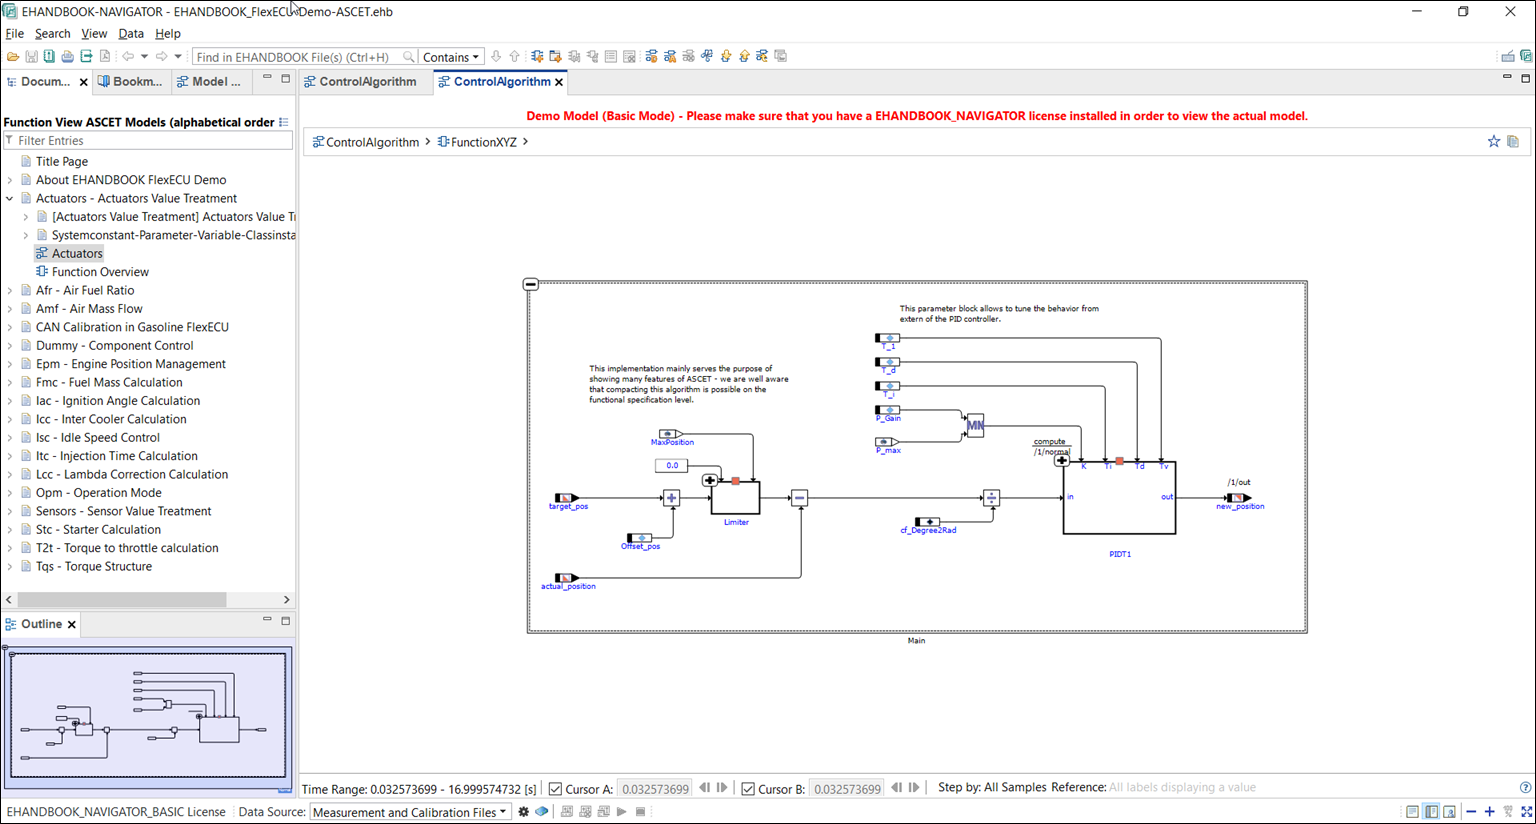 EHANDBOOK-NAVIGATOR - EHANDBOOK_FlexECU-Demo-ASCET.ehb
File Search View Data Help
Find in EHANDBOOK File(s) (Ctrl+H) Contains
Docum... Bookm... Model ...
ControlAlgorithm ControlAlgorithm
Demo Model (Basic Mode) - Please make sure that you have a EHANDBOOK_NAVIGATOR license installed in order to view the actual model.
Function View ASCET Models (alphabetical order
Filter Entries
ControlAlgorithm > FunctionXYZ >
Title Page
About EHANDBOOK FlexECU Demo
Actuators - Actuators Value Treatment
[Actuators Value Treatment] Actuators Value Tr
Systemconstant-Parameter-Variable-Classinsta
Actuators
Function Overview
Afr - Air Fuel Ratio
Amf - Air Mass Flow
CAN Calibration in Gasoline FlexECU
Dummy - Component Control
Epm - Engine Position Management
Fmc - Fuel Mass Calculation
Iac - Ignition Angle Calculation
Icc - Inter Cooler Calculation
Isc - Idle Speed Control
Itc - Injection Time Calculation
Lcc - Lambda Correction Calculation
Opm - Operation Mode
Sensors - Sensor Value Treatment
Stc - Starter Calculation
T2t - Torque to throttle calculation
Tqs - Torque Structure
Outline
This parameter block allows to tune the behavior from
extern of the PID controller.
T_1
T_d
T_i
P_Gain
P_max
MN
This implementation mainly serves the purpose of
showing many features of ASCET - we are well aware
that compacting this algorithm is possible on the
functional specification level.
MaxPosition
0.0
compute
/1/normal
K Ti Td Tv
in out
/1/out
target_pos
Limiter
new_position
Offset_pos
cf_Degree2Rad
PIDT1
actual_position
Main
Time Range: 0.032573699 - 16.999574732 [s] Cursor A: 0.032573699 Cursor B: 0.032573699 Step by: All Samples Reference: All labels displaying a value
EHANDBOOK_NAVIGATOR_BASIC License Data Source: Measurement and Calibration Files